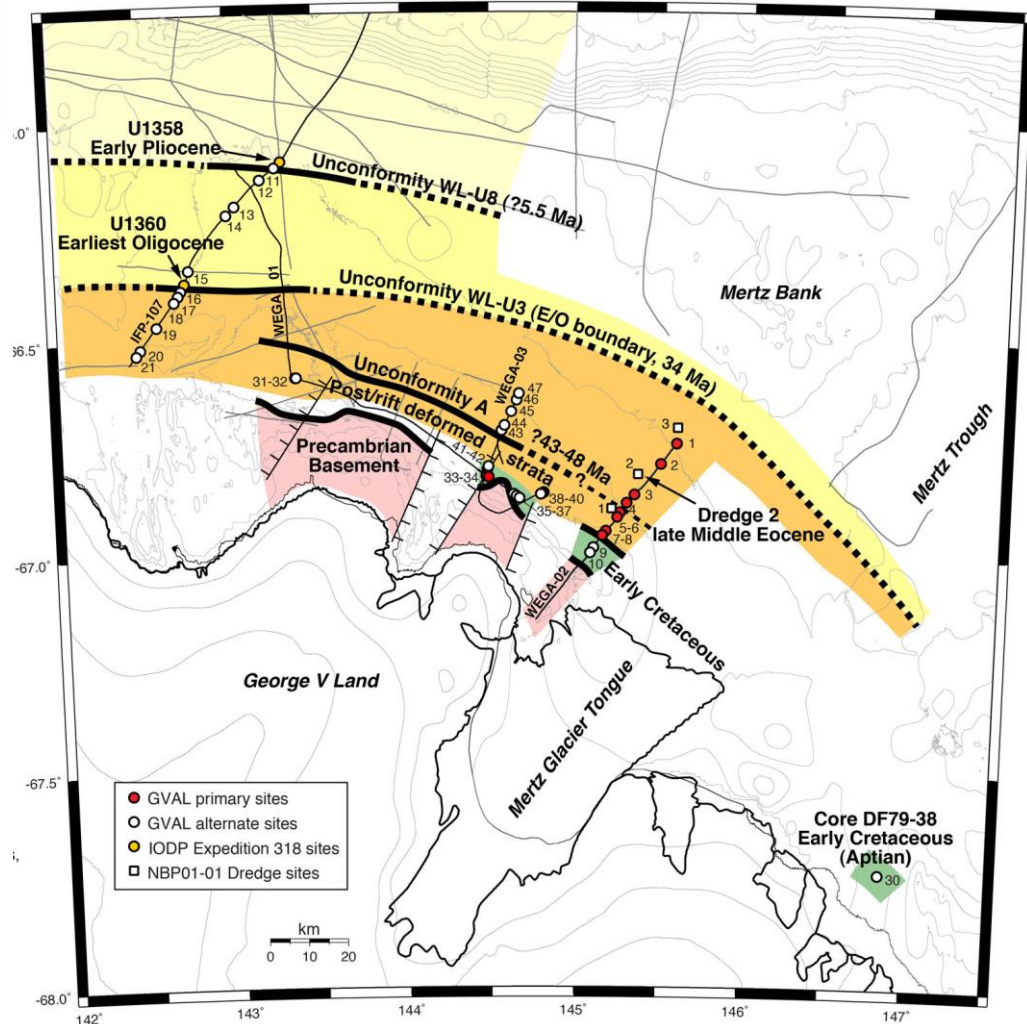 .0°
U1358
Early Pliocene
Unconformity WL-U8 (?5.5 Ma)
11
12
13
14
U1360
Earliest Oligocene
15
16
17
18
19
20
21
IFP-107
WEGA 01
Unconformity WL-U3 (E/O boundary, 34 Ma)
Mertz Bank
36.5°
31-32
Unconformity A
?43-48 Ma
Post/rift deformed
strata
?
WEGA-03
47
46
45
44
43
41-42
33-34
38-40
35-37
Precambrian
Basement
3
1
2
2
3
1
4
5-6
7-8
9
10
Dredge 2
late Middle Eocene
Mertz Trough
WEGA-02
Early Cretaceous
-67.0°
George V Land
Mertz Glacier Tongue
-67.5°
GVAL primary sites
GVAL alternate sites
IODP Expedition 318 sites
NBP01-01 Dredge sites
Core DF79-38
Early Cretaceous
(Aptian)
30
km
0 10 20
-68.0°
142° 143° 144° 145° 146° 147°